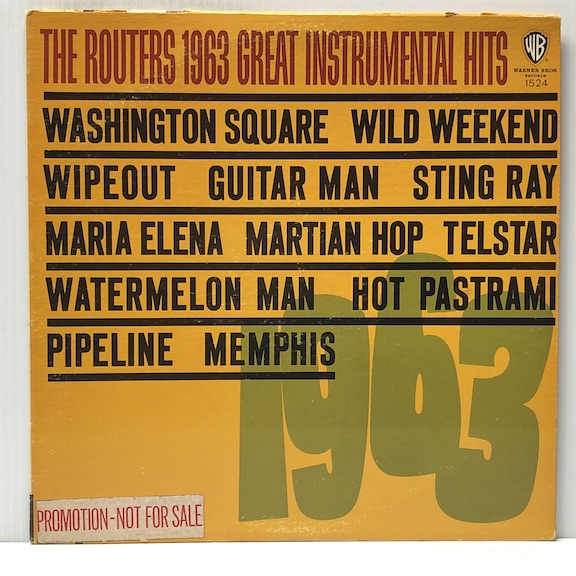 THE ROUTERS 1963 GREAT INSTRUMENTAL HITS
WB
WARNER BROS
RECORDS
1524
WASHINGTON SQUARE WILD WEEKEND
WIPEOUT GUITAR MAN STING RAY
MARIA ELENA MARTIAN HOP TELSTAR
WATERMELON MAN HOT PASTRAMI
PIPELINE MEMPHIS
1963
PROMOTION-NOT FOR SALE